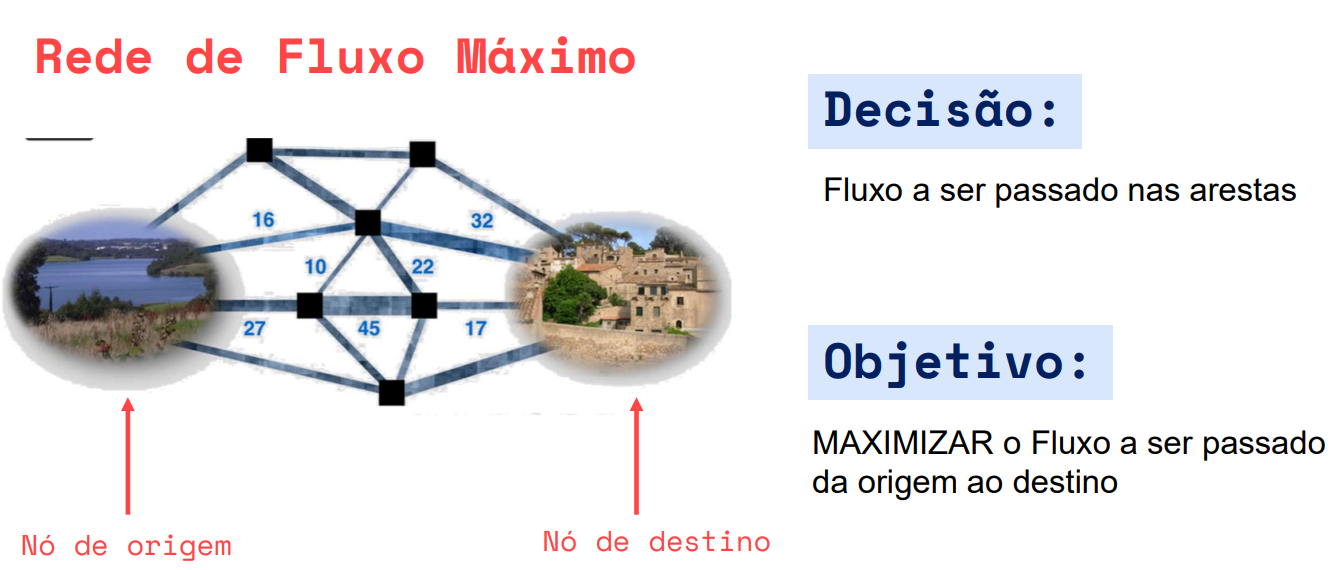 Rede de Fluxo Máximo
Decisão:
Fluxo a ser passado nas arestas
16
32
10
22
27
45
17
Objetivo:
MAXIMIZAR o Fluxo a ser passado
da origem ao destino
Nó de origem
Nó de destino